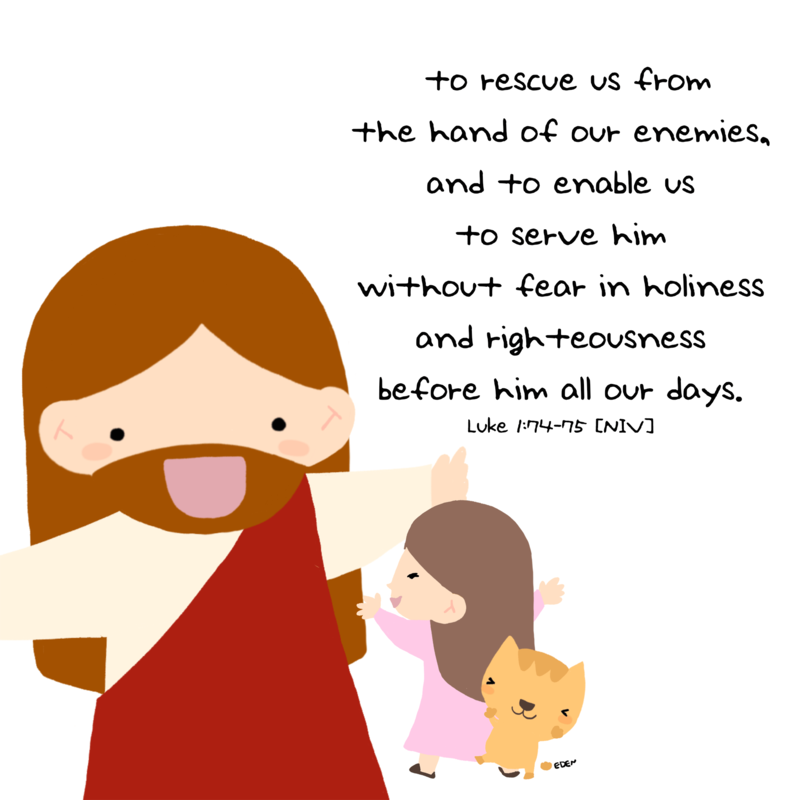 to rescue us from
the hand of our enemies,
and to enable us
to serve him
without fear in holiness
and righteousness
before him all our days.
Luke 1:74-75 [NIV]
EDEN